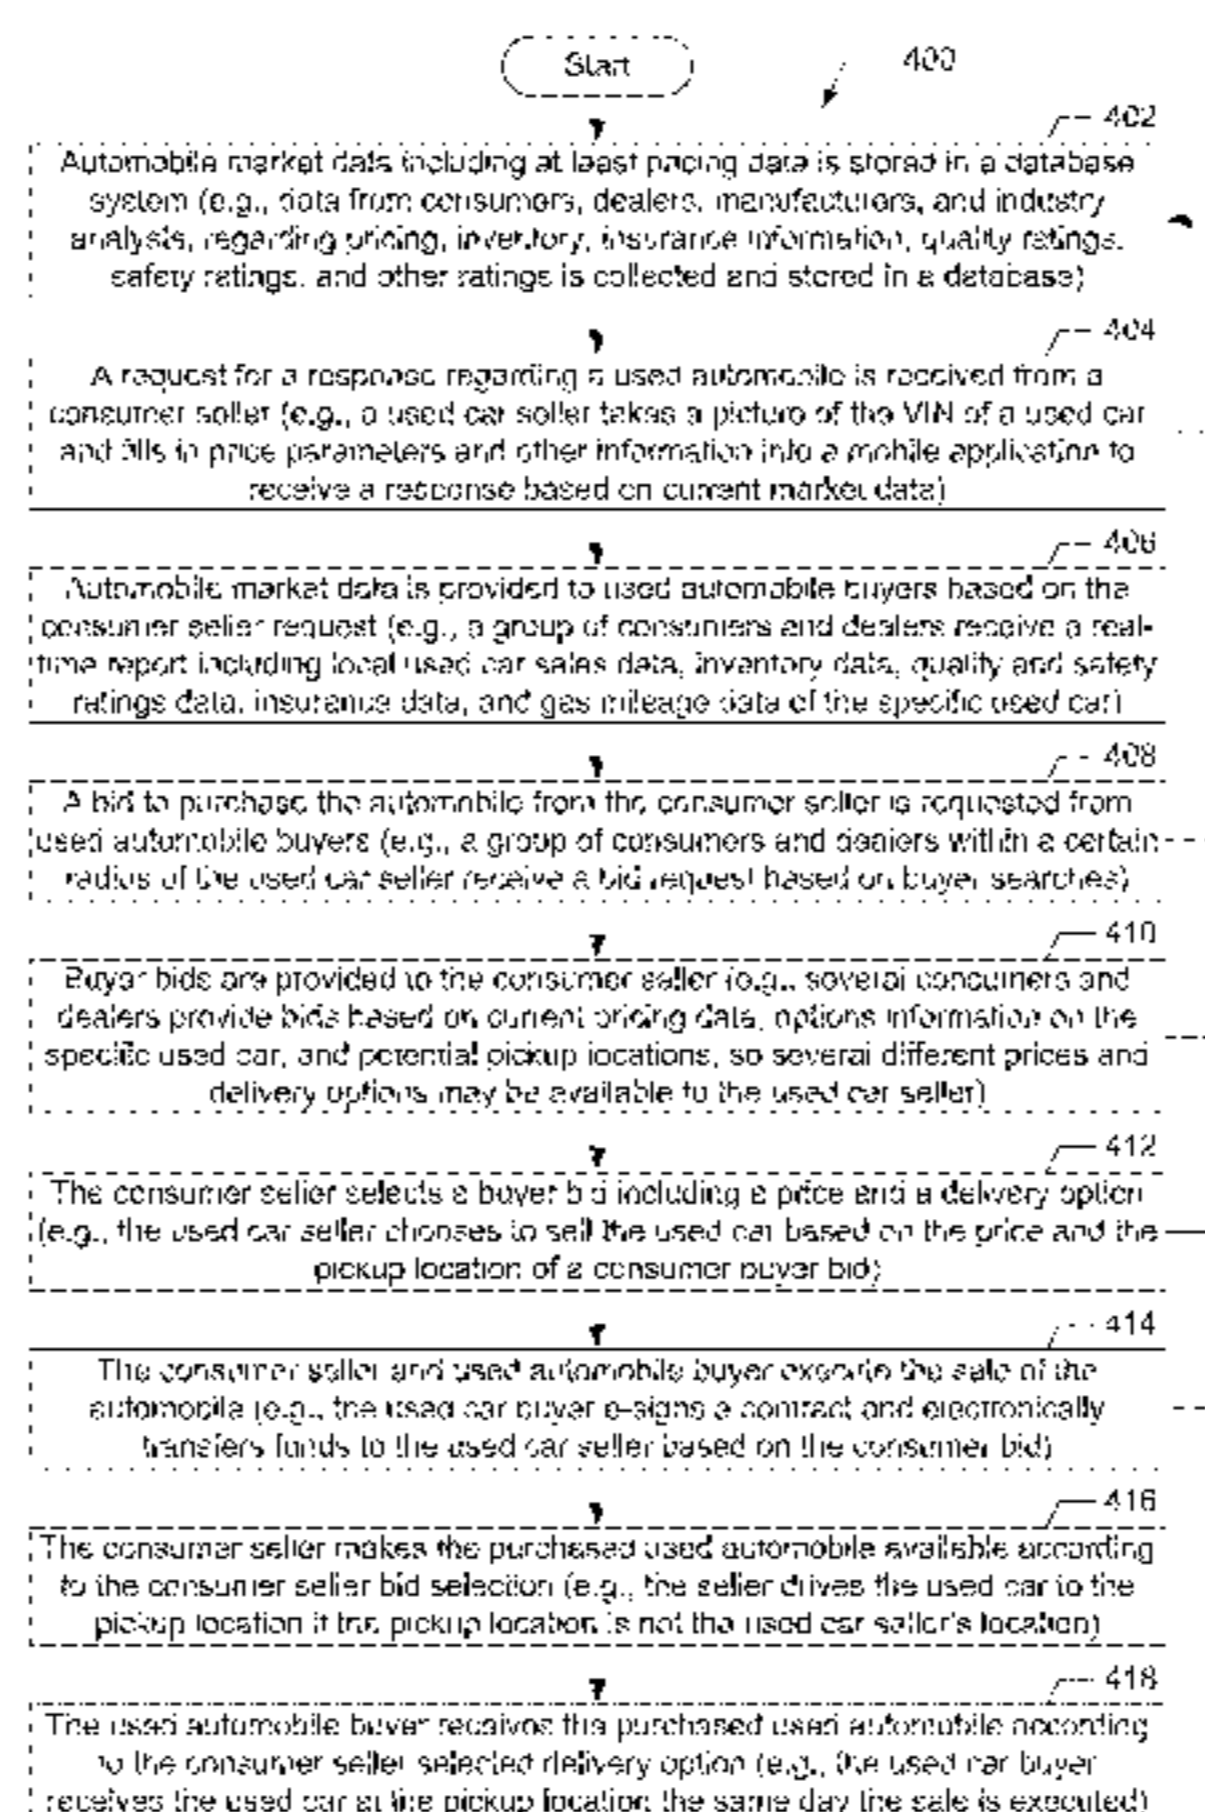 Start
400
402
Automobile market data including at least pricing data is stored in a database
system (e.g., data from consumers, dealers, manufacturers, and industry
analysis, regarding pricing, inventory, insurance information, quality ratings,
safety ratings, and other ratings is collected and stored in a database)
404
A request for a response regarding a used automobile is received from a
consumer seller (e.g., a used car seller takes a picture of the VIN of a used car
and fills in price parameters and other information into a mobile application to
receive a response based on current market data)
406
Automobile market data is provided to used automobile buyers based on the
consumer seller request (e.g., a group of consumers and dealers receive a real-
time report including local used car sales data, inventory data, quality and safety
ratings data, insurance data, and gas mileage data of the specific used car)
408
A bid to purchase the automobile from the consumer seller is requested from
used automobile buyers (e.g., a group of consumers and dealers within a certain
radius of the used car seller receive a bid request based on buyer searches)
410
Buyer bids are provided to the consumer seller (e.g., several consumers and
dealers provide bids based on current pricing data, options information on the
specific used car, and potential pickup locations, so several different prices and
delivery options may be available to the used car seller)
412
The consumer seller selects a buyer bid including a price and a delivery option
(e.g., the used car seller chooses to sell the used car based on the price and the
pickup location of a consumer buyer bid)
414
The consumer seller and used automobile buyer execute the sale of the
automobile (e.g., the used car buyer e-signs a contract and electronically
transfers funds to the used car seller based on the consumer bid)
416
The consumer seller makes the purchased used automobile available according
to the consumer seller bid selection (e.g., the seller drives the used car to the
pickup location if the pickup location is not the used car seller's location)
418
The used automobile buyer receives the purchased used automobile according
to the consumer seller selected delivery option (e.g., the used car buyer
receives the used car at the pickup location the same day the sale is executed)